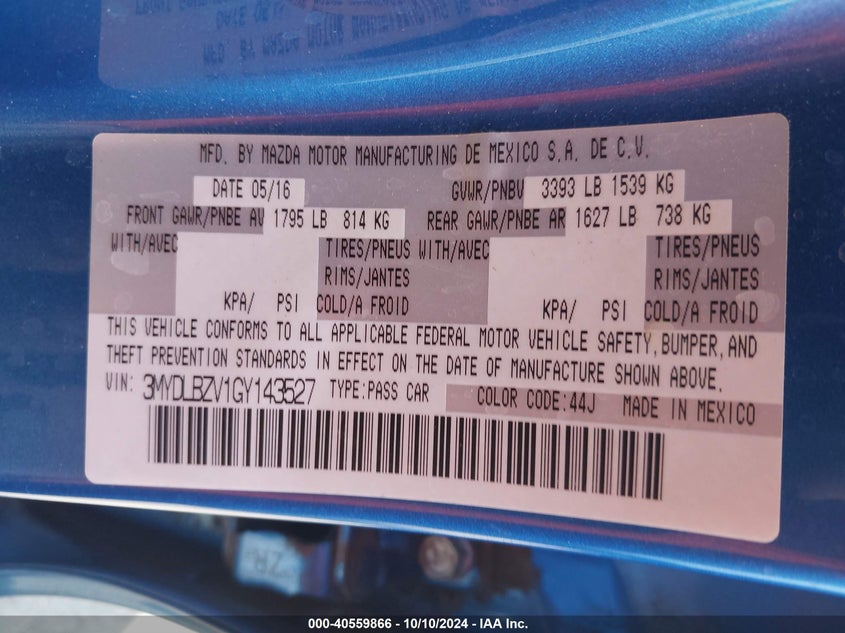 MFD. BY MAZDA MOTOR MANUFACTURING DE MEXICO S.A. DE C.V.
DATE 05/16 GVWR/PNBV 3393 LB 1539 KG
FRONT GAWR/PNBE AV 1795 LB 814 KG REAR GAWR/PNBE AR 1627 LB 738 KG
WITH/AVEC TIRES/PNEUS WITH/AVEC TIRES/PNEUS
RIMS/JANTES RIMS/JANTES
KPA/ PSI COLD/A FROID KPA/ PSI COLD/A FROID
THIS VEHICLE CONFORMS TO ALL APPLICABLE FEDERAL MOTOR VEHICLE SAFETY, BUMPER, AND
THEFT PREVENTION STANDARDS IN EFFECT ON THE DATE OF MANUFACTURE SHOWN ABOVE.
VIN: 3MYDLBZV1GY143527 TYPE:PASS CAR COLOR CODE:44J MADE IN MEXICO
000-40559866 - 10/10/2024 - IAA Inc.